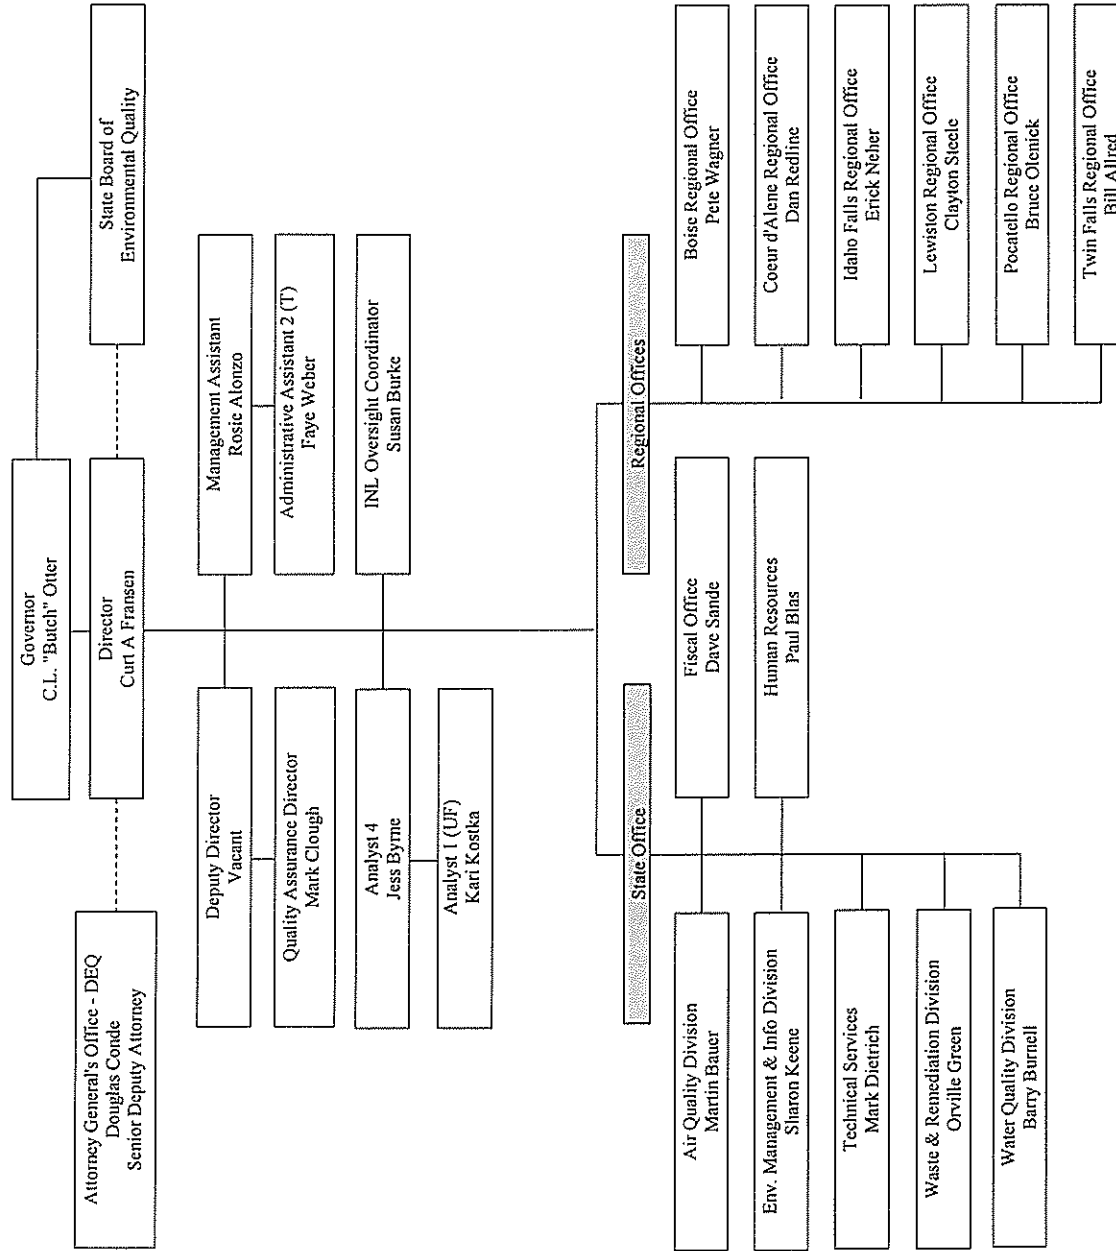 Governor
C.L. "Butch" Otter
Attorney General's Office - DEQ
Douglas Conde
Senior Deputy Attorney
Director
Curt A Fransen
State Board of
Environmental Quality
Deputy Director
Vacant
Management Assistant
Rosie Alonzo
Quality Assurance Director
Mark Clough
Administrative Assistant 2 (T)
Faye Weber
Analyst 4
Jess Byrne
INL Oversight Coordinator
Susan Burke
Analyst 1 (UF)
Kari Kostka
State Office
Regional Offices
Air Quality Division
Martin Bauer
Fiscal Office
Dave Sande
Boise Regional Office
Pete Wagner
Env. Management & Info Division
Sharon Keene
Human Resources
Paul Blas
Coeur d'Alene Regional Office
Dan Redline
Technical Services
Mark Dietrich
Idaho Falls Regional Office
Erick Neher
Waste & Remediation Division
Orville Green
Lewiston Regional Office
Clayton Steele
Water Quality Division
Barry Burnell
Pocatello Regional Office
Bruce Olenick
Twin Falls Regional Office
Bill Allred